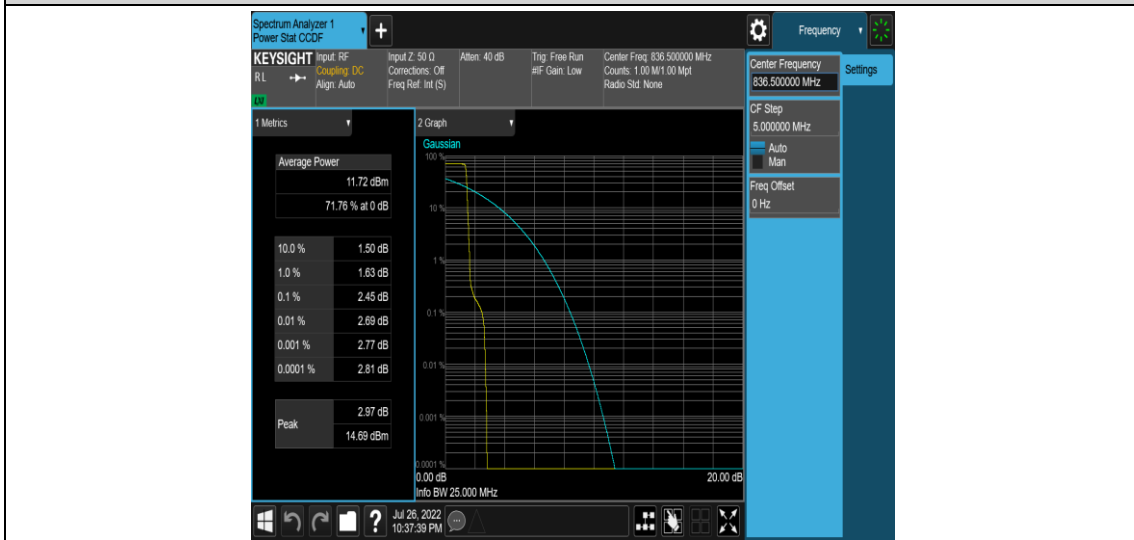 Spectrum Analyzer 1
Power Stat CCDF
+
Frequency
KEYSIGHT
RL
LXI
Input: RF
Coupling: DC
Align: Auto
Input Z: 50 Ω
Corrections: Off
Freq Ref: Int (S)
Atten: 40 dB
Trig: Free Run
#IF Gain: Low
Center Freq: 836.500000 MHz
Counts: 1.00 M/1.00 Mpt
Radio Std: None
Center Frequency
836.500000 MHz
Settings
CF Step
5.000000 MHz
Auto
Man
Freq Offset
0 Hz
1 Metrics
Average Power
11.72 dBm
71.76 % at 0 dB
10.0 % 1.50 dB
1.0 % 1.63 dB
0.1 % 2.45 dB
0.01 % 2.69 dB
0.001 % 2.77 dB
0.0001 % 2.81 dB
Peak
2.97 dB
14.69 dBm
2 Graph
Gaussian
100 %
10 %
1 %
0.1 %
0.01 %
0.001 %
0.0001 %
0.00 dB 20.00 dB
Info BW 25.000 MHz
?
Jul 26, 2022
10:37:39 PM